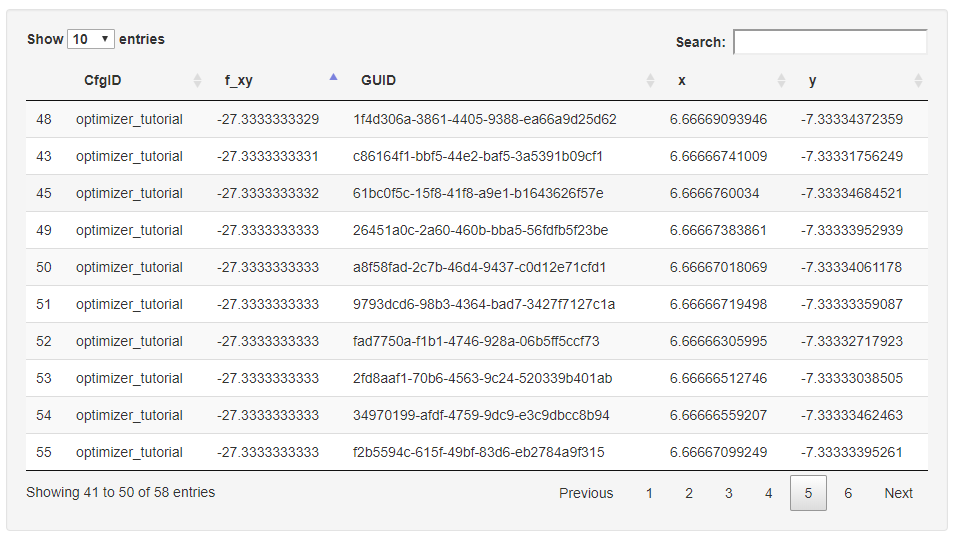 Show 10 entries Search:
CfgID f_xy GUID x y
48 optimizer_tutorial -27.3333333329 1f4d306a-3861-4405-9388-ea66a9d25d62 6.66669093946 -7.33334372359
43 optimizer_tutorial -27.3333333331 c86164f1-bbf5-44e2-baf5-3a5391b09cf1 6.66666741009 -7.33331756249
45 optimizer_tutorial -27.3333333332 61bc0f5c-15f8-41f8-a9e1-b1643626f57e 6.6666760034 -7.33334684521
49 optimizer_tutorial -27.3333333333 26451a0c-2a60-460b-bba5-56fdfb5f23be 6.66667383861 -7.33333952939
50 optimizer_tutorial -27.3333333333 a8f58fad-2c7b-46d4-9437-c0d12e71cfd1 6.66667018069 -7.33334061178
51 optimizer_tutorial -27.3333333333 9793dcd6-98b3-4364-bad7-3427f7127c1a 6.66666719498 -7.33333359087
52 optimizer_tutorial -27.3333333333 fad7750a-f1b1-4746-928a-06b5ff5ccf73 6.66666305995 -7.33332717923
53 optimizer_tutorial -27.3333333333 2fd8aaf1-70b6-4563-9c24-520339b401ab 6.66666512746 -7.33333038505
54 optimizer_tutorial -27.3333333333 34970199-afdf-4759-9dc9-e3c9dbcc8b94 6.66666559207 -7.33333462463
55 optimizer_tutorial -27.3333333333 f2b5594c-615f-49bf-83d6-eb2784a9f315 6.66667099249 -7.33333395261
Showing 41 to 50 of 58 entries Previous 1 2 3 4 5 6 Next